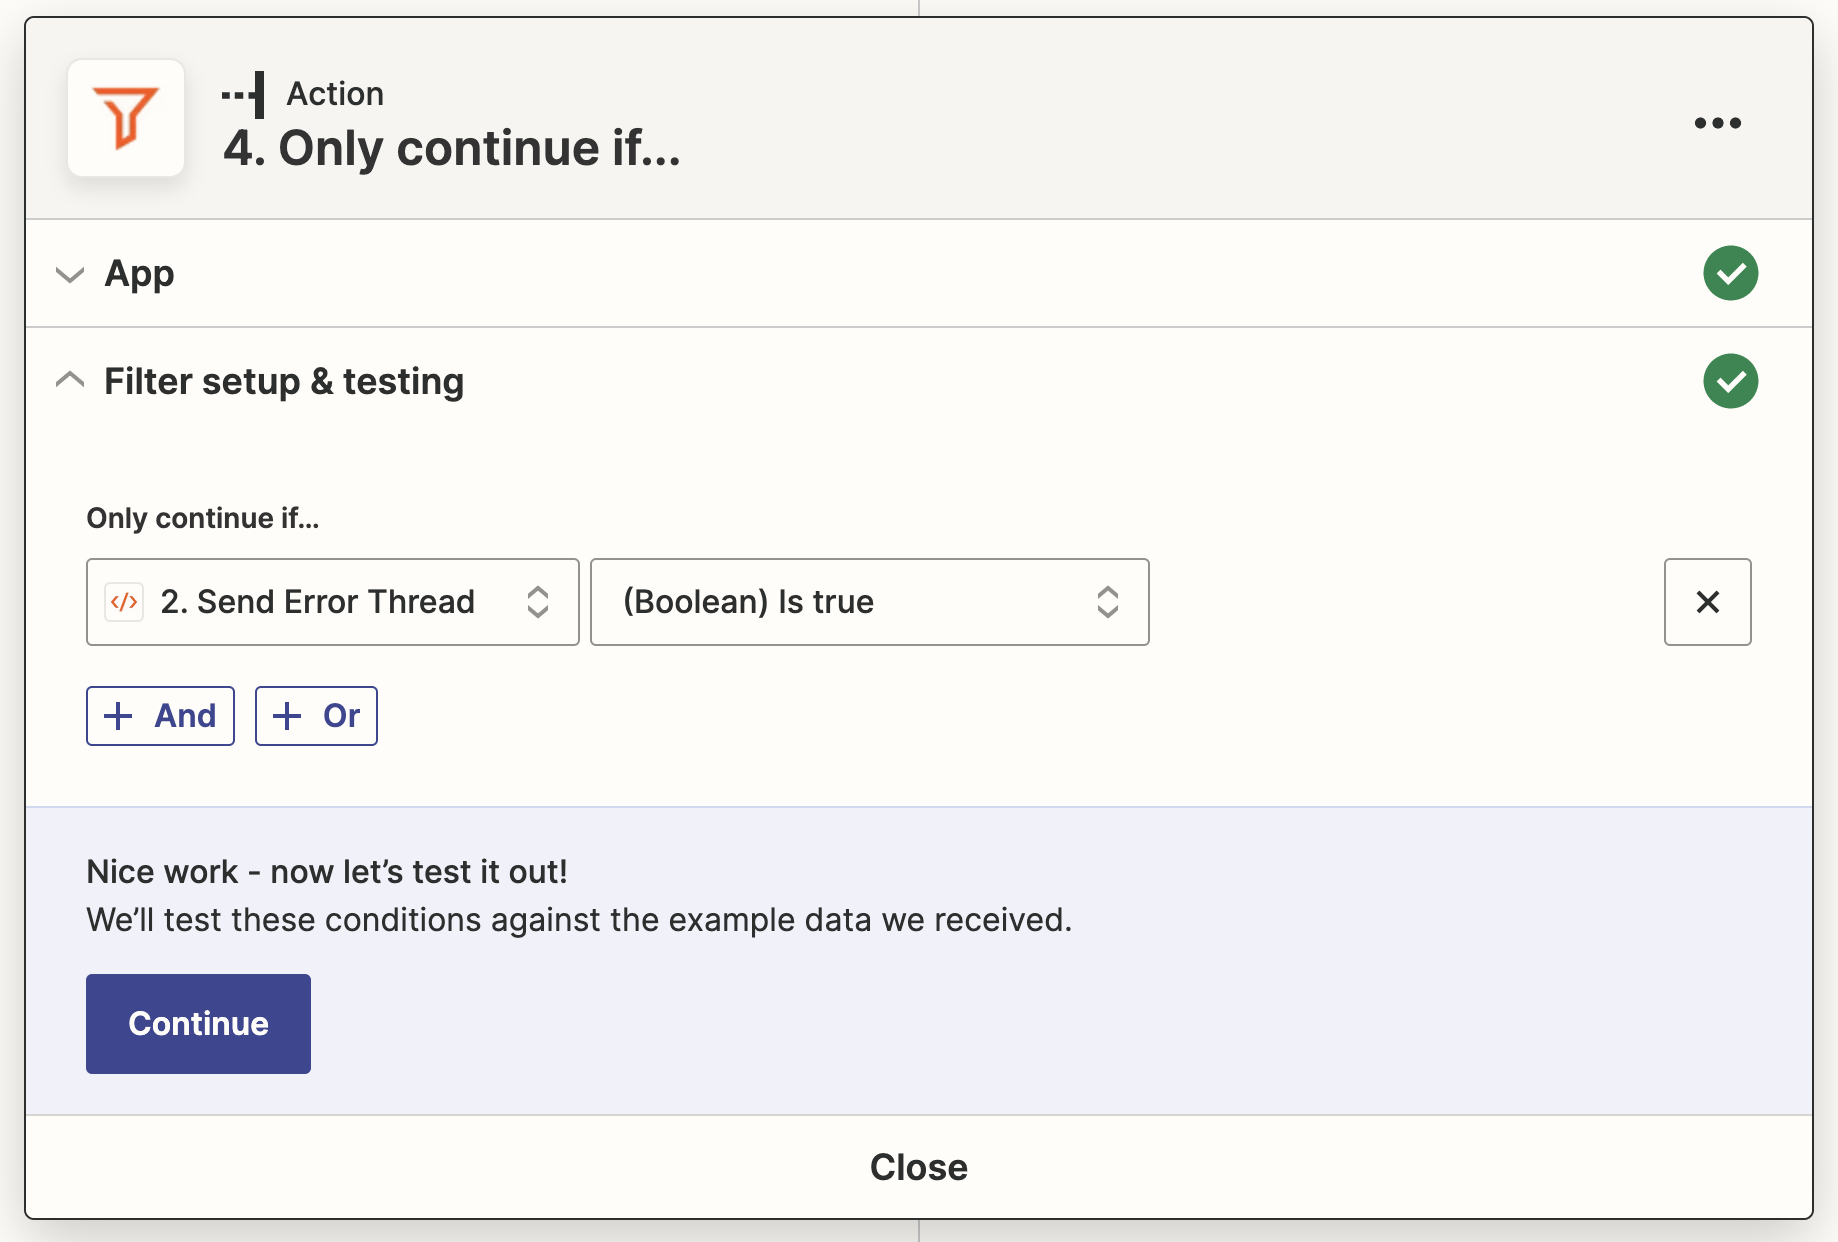 Action
4. Only continue if...
App
Filter setup & testing
Only continue if...
</> 2. Send Error Thread (Boolean) Is true
And Or
Nice work - now let’s test it out!
We’ll test these conditions against the example data we received.
Continue
Close